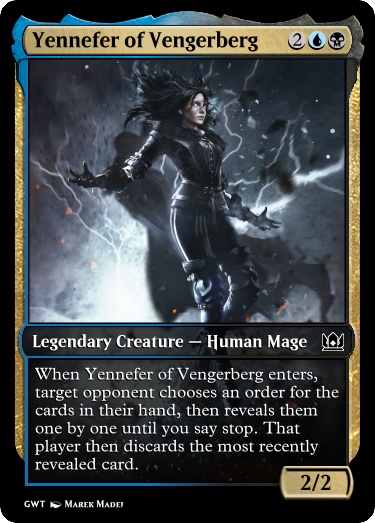 Yennefer of Vengerberg 2
Legendary Creature — Human Mage
When Yennefer of Vengerberg enters,
target opponent chooses an order for the
cards in their hand, then reveals them
one by one until you say stop. That
player then discards the most recently
revealed card.
2/2
GWT Marek Madej